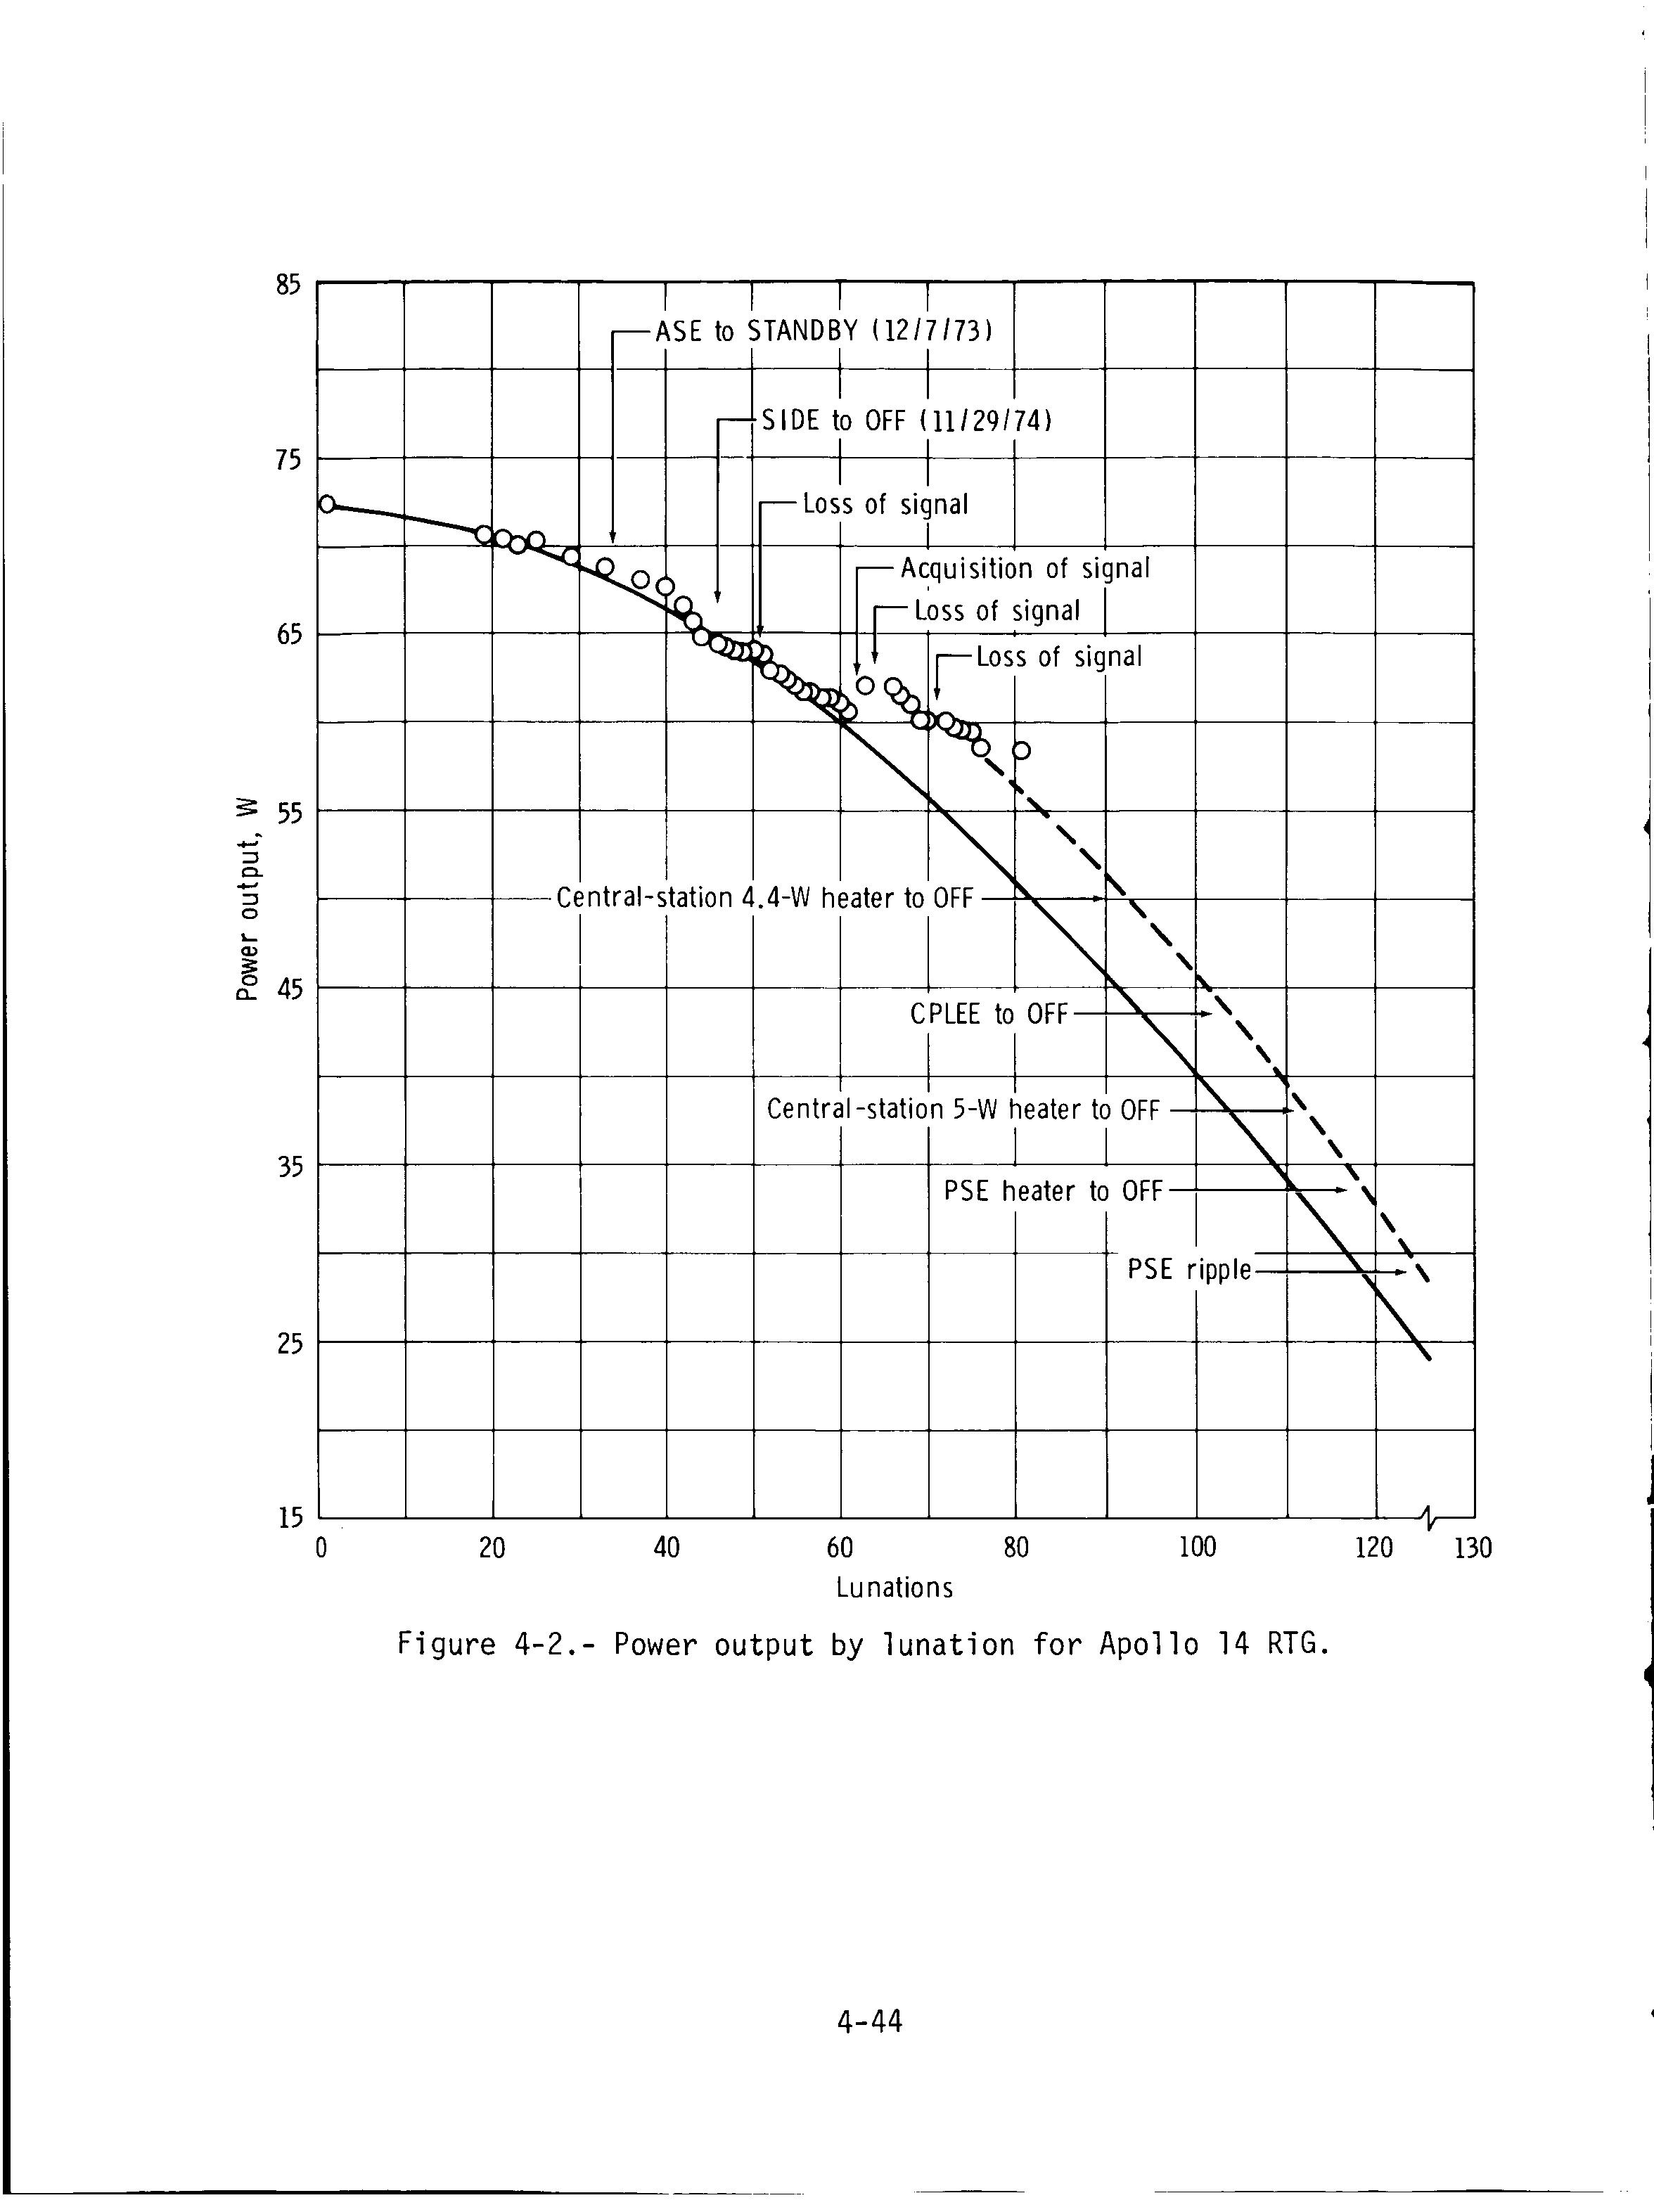 85
ASE to STANDBY (12/7/73)
SIDE to OFF (11/29/74)
75
Loss of signal
Acquisition of signal
Loss of signal
65
Loss of signal
55
Power output, W
Central-station 4.4-W heater to OFF
45
CPLEE to OFF
Central-station 5-W heater to OFF
35
PSE heater to OFF
PSE ripple
25
15
0 20 40 60 80 100 120 130
Lunations
Figure 4-2.- Power output by lunation for Apollo 14 RTG.
4-44